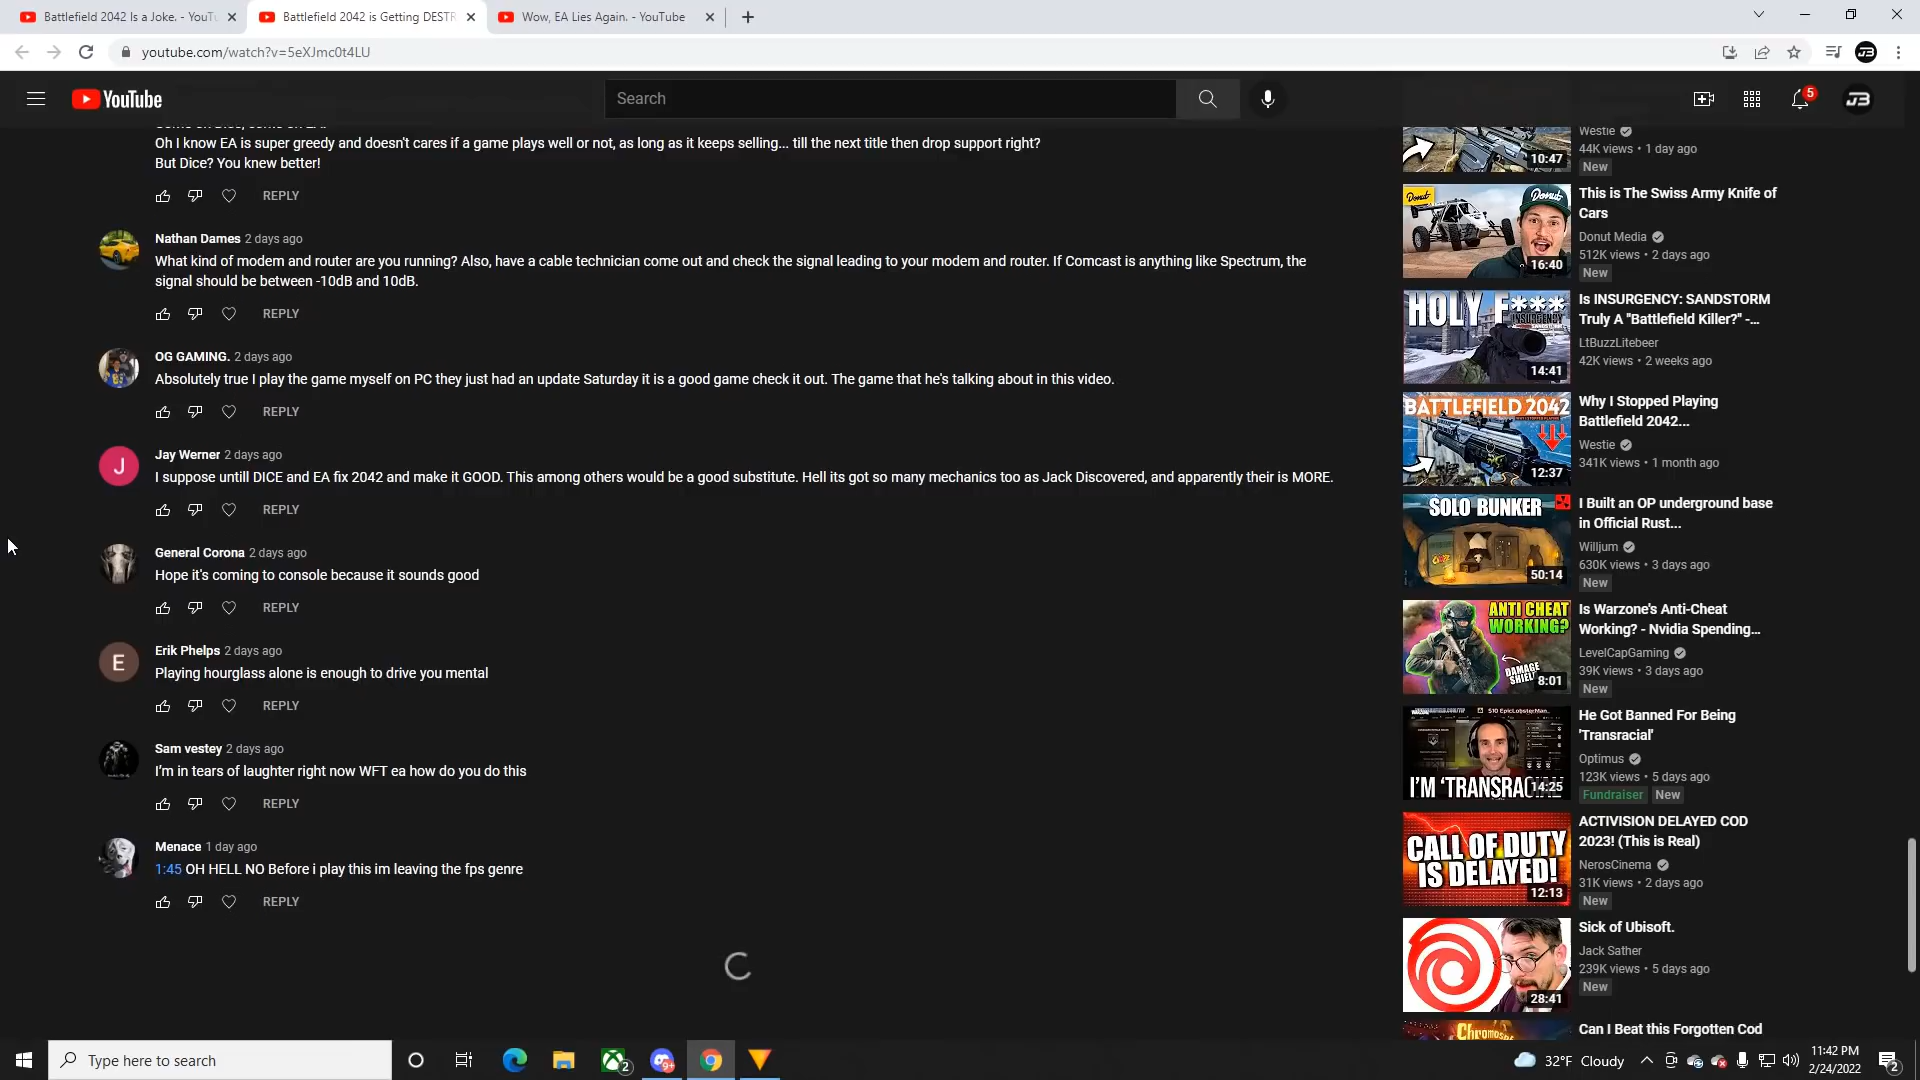 Battlefield 2042 Is a Joke. - YouTu
Battlefield 2042 is Getting DESTR
Wow, EA Lies Again. - YouTube
youtube.com/watch?v=5eXJmc0t4LU
YouTube
Search
5
JB
Oh I know EA is super greedy and doesn't cares if a game plays well or not, as long as it keeps selling... till the next title then drop support right?
But Dice? You knew better!
REPLY
Nathan Dames 2 days ago
What kind of modem and router are you running? Also, have a cable technician come out and check the signal leading to your modem and router. If Comcast is anything like Spectrum, the
signal should be between -10dB and 10dB.
REPLY
OG GAMING. 2 days ago
Absolutely true I play the game myself on PC they just had an update Saturday it is a good game check it out. The game that he's talking about in this video.
REPLY
J
Jay Werner 2 days ago
I suppose untill DICE and EA fix 2042 and make it GOOD. This among others would be a good substitute. Hell its got so many mechanics too as Jack Discovered, and apparently their is MORE.
REPLY
General Corona 2 days ago
Hope it's coming to console because it sounds good
REPLY
E
Erik Phelps 2 days ago
Playing hourglass alone is enough to drive you mental
REPLY
Sam vestey 2 days ago
I'm in tears of laughter right now WFT ea how do you do this
REPLY
Menace 1 day ago
1:45 OH HELL NO Before i play this im leaving the fps genre
REPLY
10:47
Westie
44K views • 1 day ago
New
Donut
Donut
16:40
This is The Swiss Army Knife of
Cars
Donut Media
512K views • 2 days ago
New
HOLY F***
INSURGENCY
14:41
Is INSURGENCY: SANDSTORM
Truly A "Battlefield Killer?" -...
LtBuzzLitebeer
42K views • 2 weeks ago
BATTLEFIELD 2042
12:37
Why I Stopped Playing
Battlefield 2042...
Westie
341K views • 1 month ago
SOLO BUNKER
50:14
I Built an OP underground base
in Official Rust...
Willjum
630K views • 3 days ago
New
ANTI CHEAT
WORKING?
DAMAGE
SHIELD
8:01
Is Warzone's Anti-Cheat
Working? - Nvidia Spending...
LevelCapGaming
39K views • 3 days ago
New
I'M 'TRANSRAC
14:25
He Got Banned For Being
'Transracial'
Optimus
123K views • 5 days ago
Fundraiser New
CALL OF DUTY
IS DELAYED!
12:13
ACTIVISION DELAYED COD
2023! (This is Real)
NerosCinema
31K views • 2 days ago
New
28:41
Sick of Ubisoft.
Jack Sather
239K views • 5 days ago
New
Can I Beat this Forgotten Cod
Type here to search
2
9+
32°F Cloudy
11:42 PM
2/24/2022
2